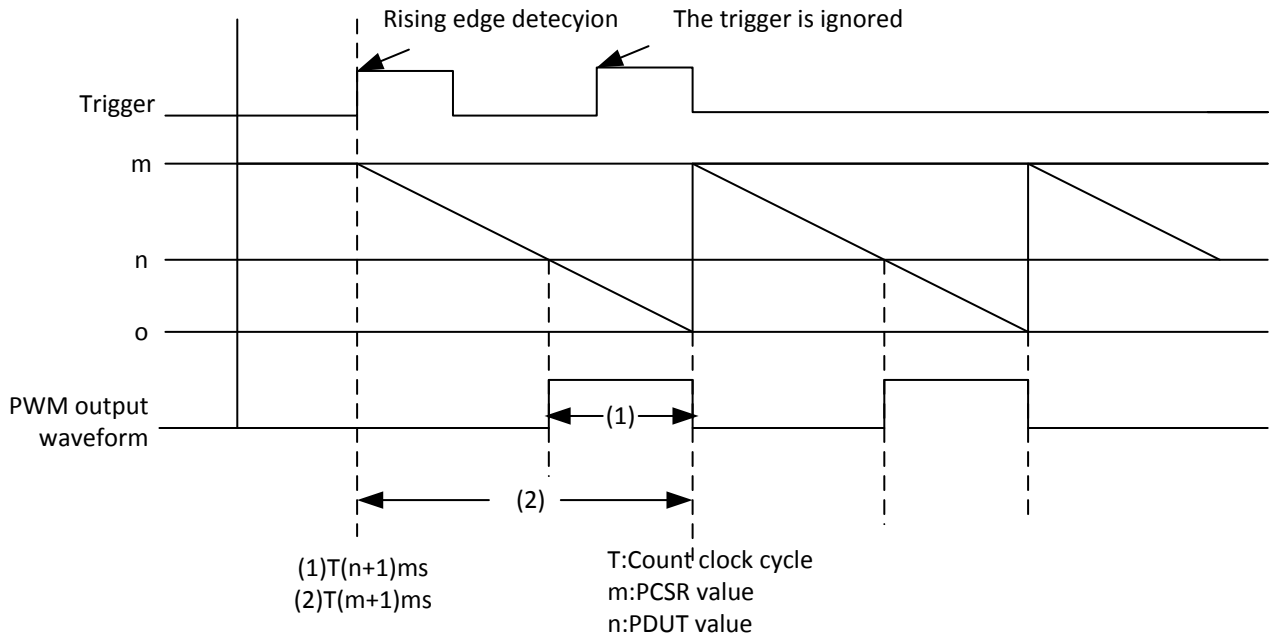 Rising edge detecyion
The trigger is ignored
Trigger
m
n
o
PWM output
waveform
(1)
(2)
(1)T(n+1)ms
(2)T(m+1)ms
T:Count clock cycle
m:PCSR value
n:PDUT value